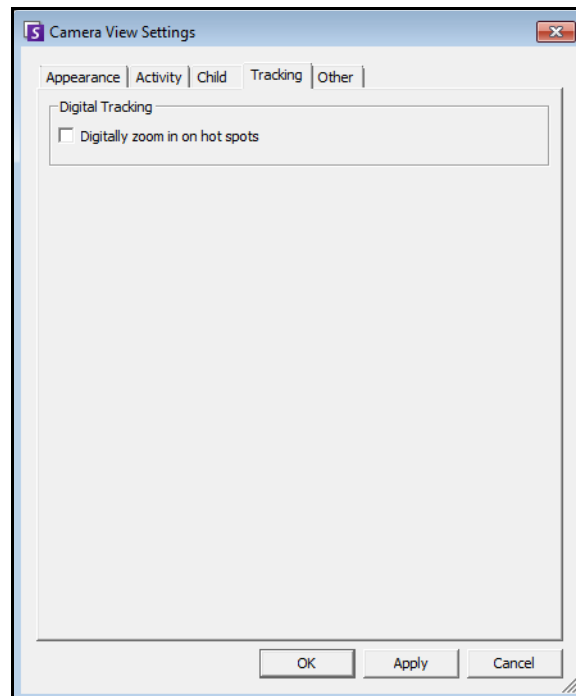 S Camera View Settings
Appearance Activity Child Tracking Other
Digital Tracking
Digitally zoom in on hot spots
OK Apply Cancel